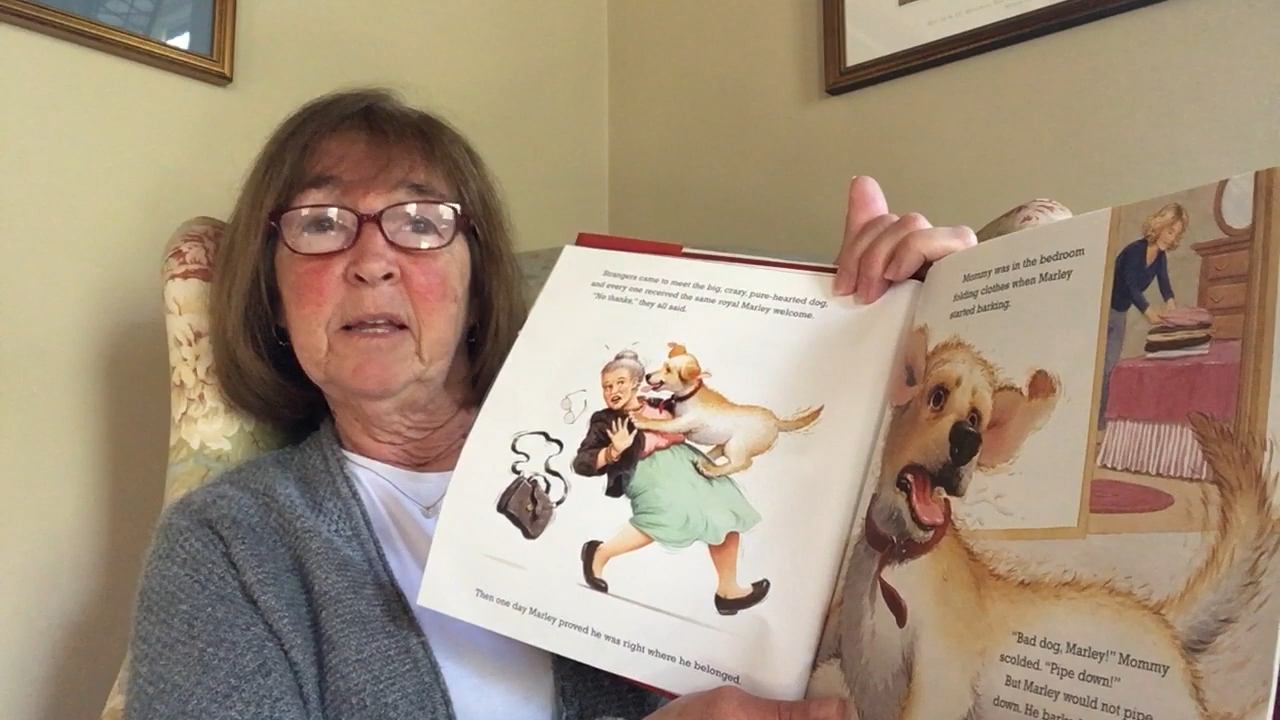 Strangers came to meet the big, crazy, pure-hearted dog,
and every one received the same royal Marley welcome.
"No thanks," they all said.
Then one day Marley proved he was right where he belonged.
Mommy was in the bedroom
folding clothes when Marley
started barking.
"Bad dog, Marley!" Mommy
scolded. "Pipe down!"
But Marley would not pipe
down. He